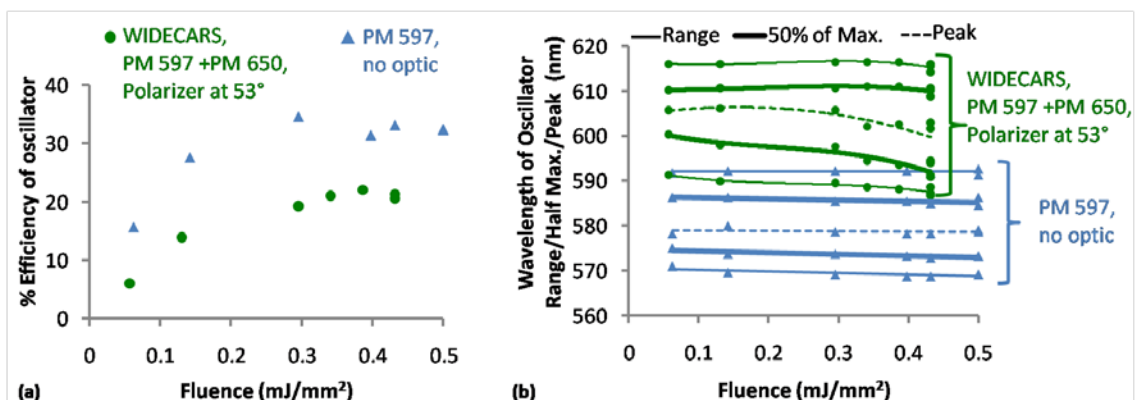 WIDECARS,
PM 597 +PM 650,
Polarizer at 53°
PM 597,
no optic
% Efficiency of oscillator
40
30
20
10
0
0 0.1 0.2 0.3 0.4 0.5
Fluence (mJ/mm²)
(a)
Range 50% of Max. Peak
Wavelength of Oscillator
Range/Half Max./Peak (nm)
620
610
600
590
580
570
560
0 0.1 0.2 0.3 0.4 0.5
Fluence (mJ/mm²)
WIDECARS,
PM 597 +PM 650,
Polarizer at 53°
PM 597,
no optic
(b)